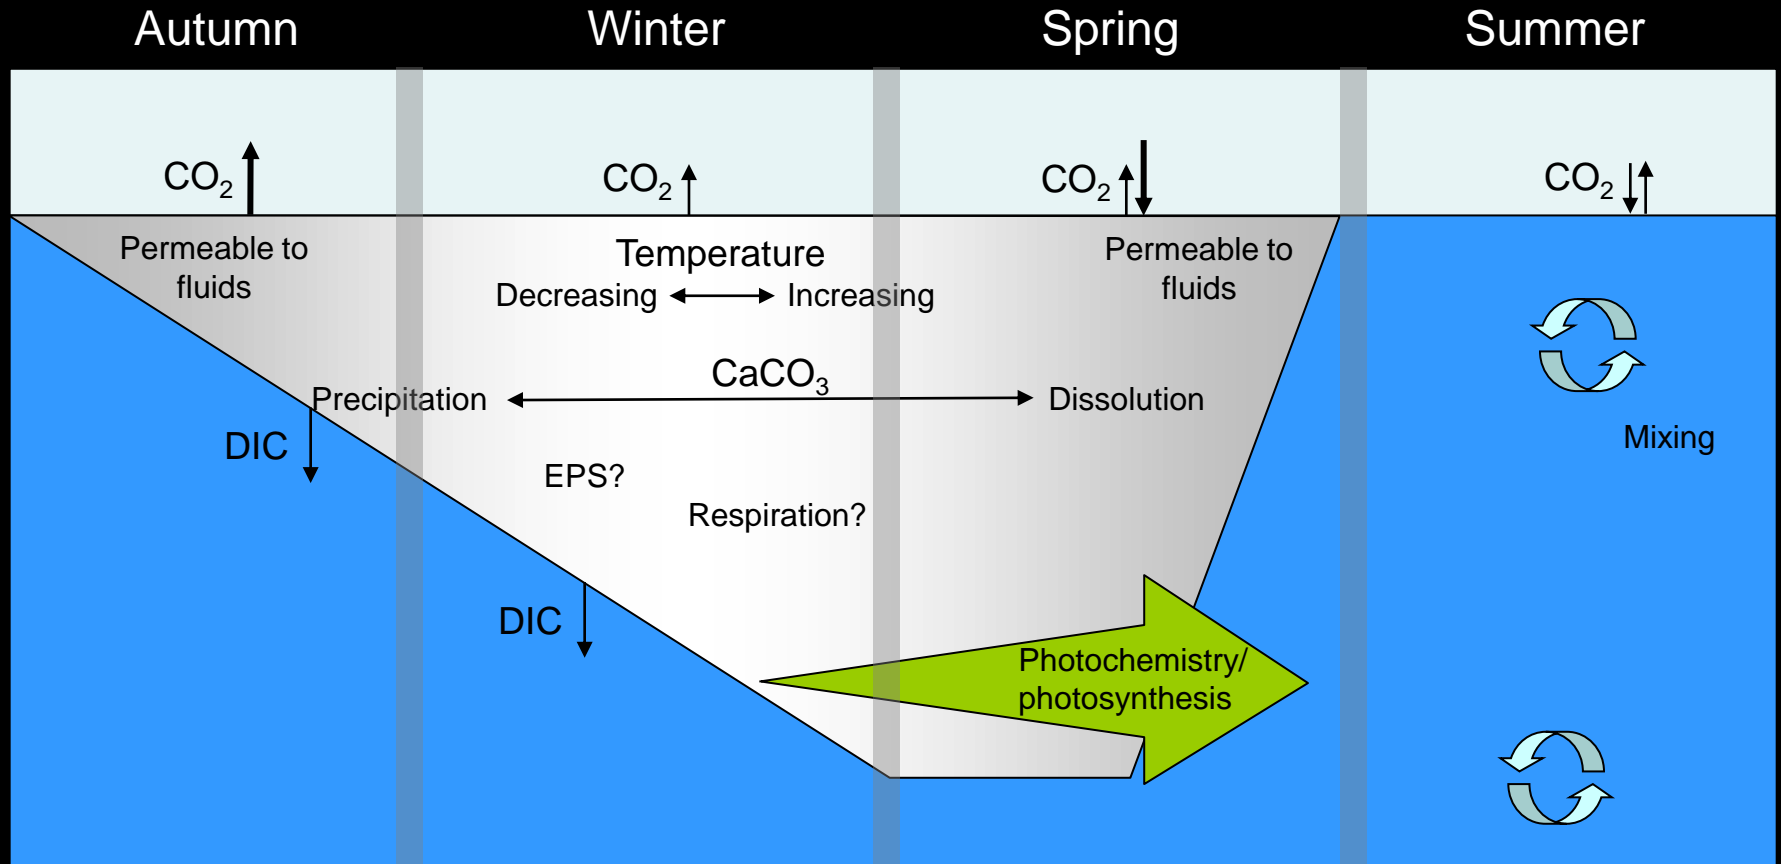 Autumn
Winter
Spring
Summer
CO₂
CO₂
CO₂
CO₂
Permeable to
fluids
Temperature
Decreasing
Increasing
Permeable to
fluids
CaCO₃
Precipitation
Dissolution
DIC
Mixing
EPS?
Respiration?
DIC
Photochemistry/
photosynthesis